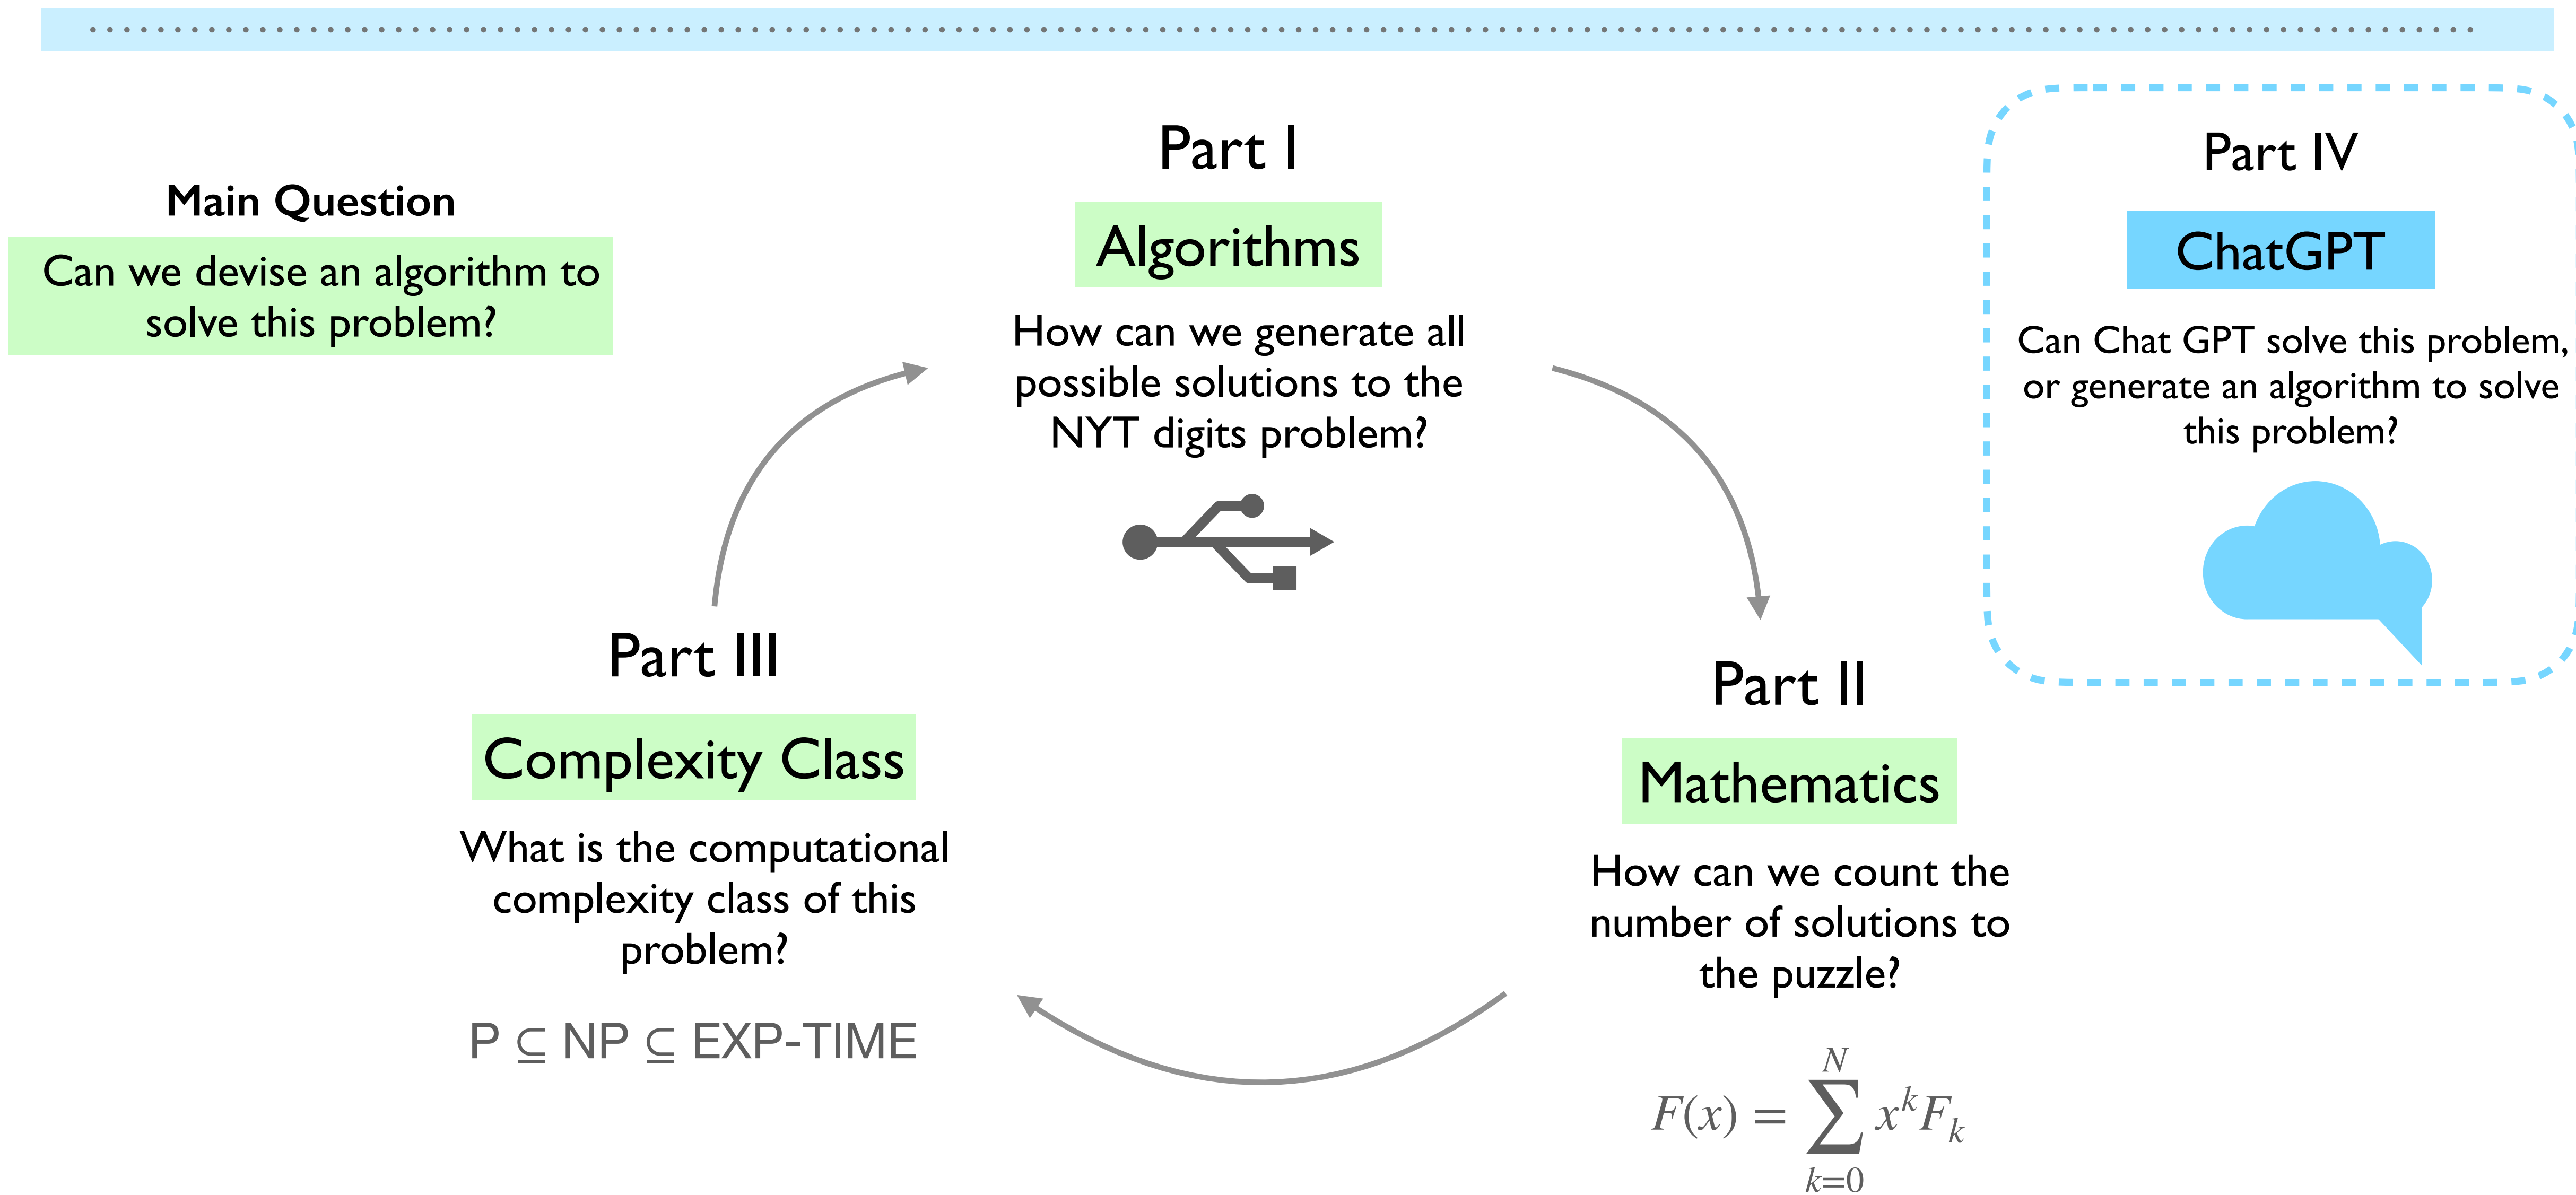 Main Question
Can we devise an algorithm to
solve this problem?
Part I
Algorithms
How can we generate all
possible solutions to the
NYT digits problem?
Part II
Mathematics
How can we count the
number of solutions to
the puzzle?
F(x) = \sum_{k=0}^{N} x^k F_k
Part III
Complexity Class
What is the computational
complexity class of this
problem?
P ⊆ NP ⊆ EXP-TIME
Part IV
ChatGPT
Can Chat GPT solve this problem,
or generate an algorithm to solve
this problem?